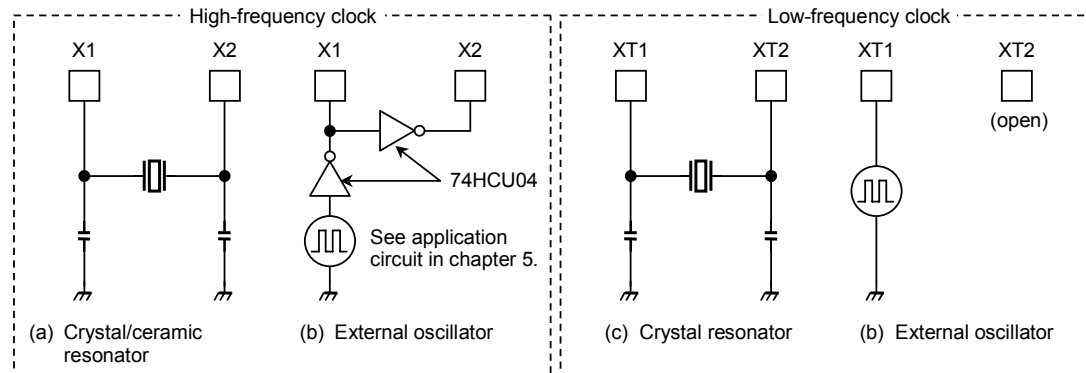 High-frequency clock
Low-frequency clock
X1
X2
X1
X2
XT1
XT2
XT1
XT2
(open)
74HCU04
See application
circuit in chapter 5.
(a) Crystal/ceramic
resonator
(b) External oscillator
(c) Crystal resonator
(b) External oscillator